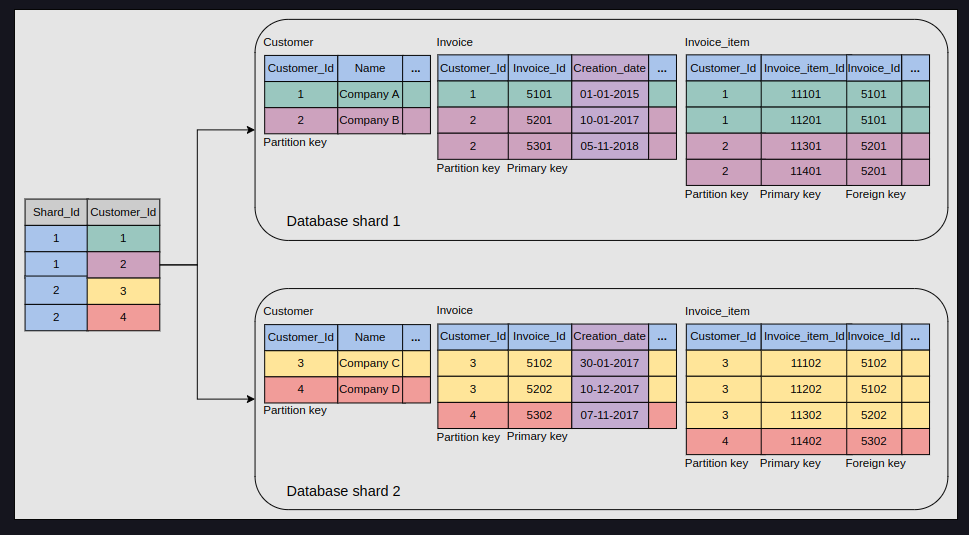 Shard_Id Customer_Id
1 1
1 2
2 3
2 4
Customer
Customer_Id Name ...
1 Company A
2 Company B
Partition key
Invoice
Customer_Id Invoice_Id Creation_date ...
1 5101 01-01-2015
2 5201 10-01-2017
2 5301 05-11-2018
Partition key Primary key
Invoice_item
Customer_Id Invoice_item_Id Invoice_Id ...
1 11101 5101
1 11201 5101
2 11301 5201
2 11401 5201
Partition key Primary key Foreign key
Database shard 1
Customer
Customer_Id Name ...
3 Company C
4 Company D
Partition key
Invoice
Customer_Id Invoice_Id Creation_date ...
3 5102 30-01-2017
3 5202 10-12-2017
4 5302 07-11-2017
Partition key Primary key
Invoice_item
Customer_Id Invoice_item_Id Invoice_Id ...
3 11102 5102
3 11202 5102
3 11302 5202
4 11402 5302
Partition key Primary key Foreign key
Database shard 2